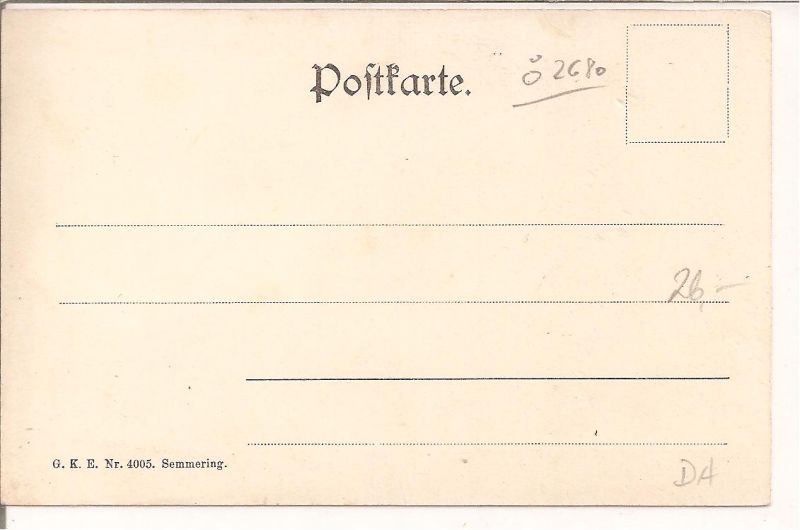 Postkarte.
Ö 2680
26,-
G. K. E. Nr. 4005. Semmering.
DA